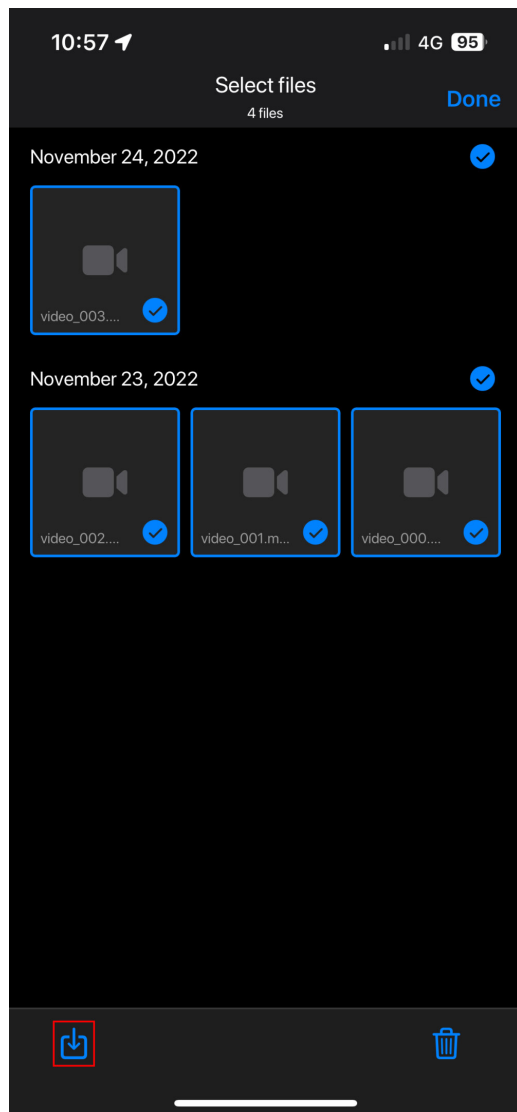 10:57
4G 95
Select files
4 files
Done
November 24, 2022
video_003....
November 23, 2022
video_002....
video_001.m...
video_000....